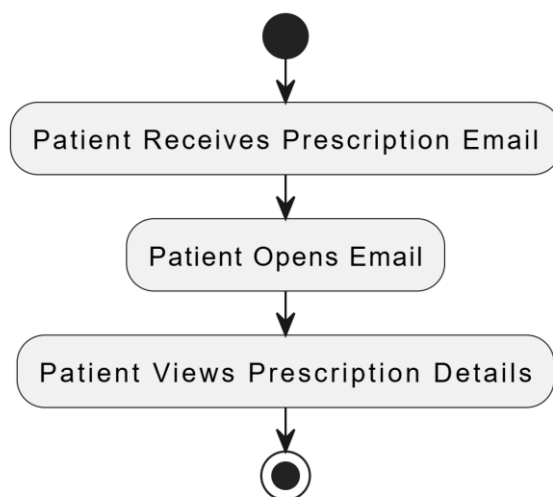 Patient Receives Prescription Email
Patient Opens Email
Patient Views Prescription Details